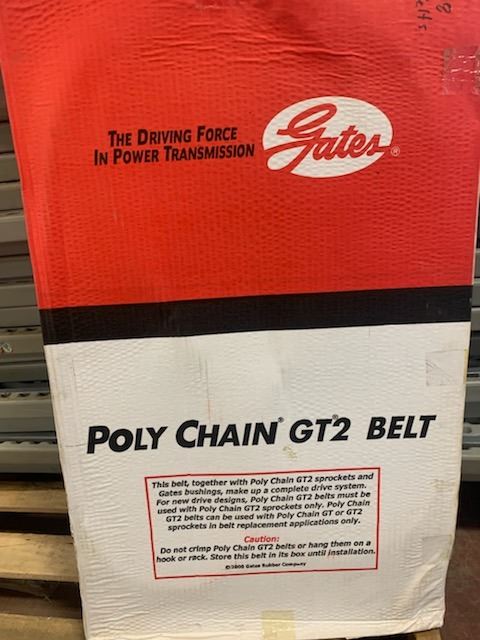 THE DRIVING FORCE
IN POWER TRANSMISSION
Gates®
POLY CHAIN® GT®2 BELT
This belt, together with Poly Chain GT2 sprockets and
Gates bushings, make up a complete drive system.
For new drive designs, Poly Chain GT2 belts must be
used with Poly Chain GT2 sprockets only. Poly Chain
GT2 belts can be used with Poly Chain GT or GT2
sprockets in belt replacement applications only.
Caution:
Do not crimp Poly Chain GT2 belts or hang them on a
hook or rack. Store this belt in its box until installation.
Gates Rubber Company